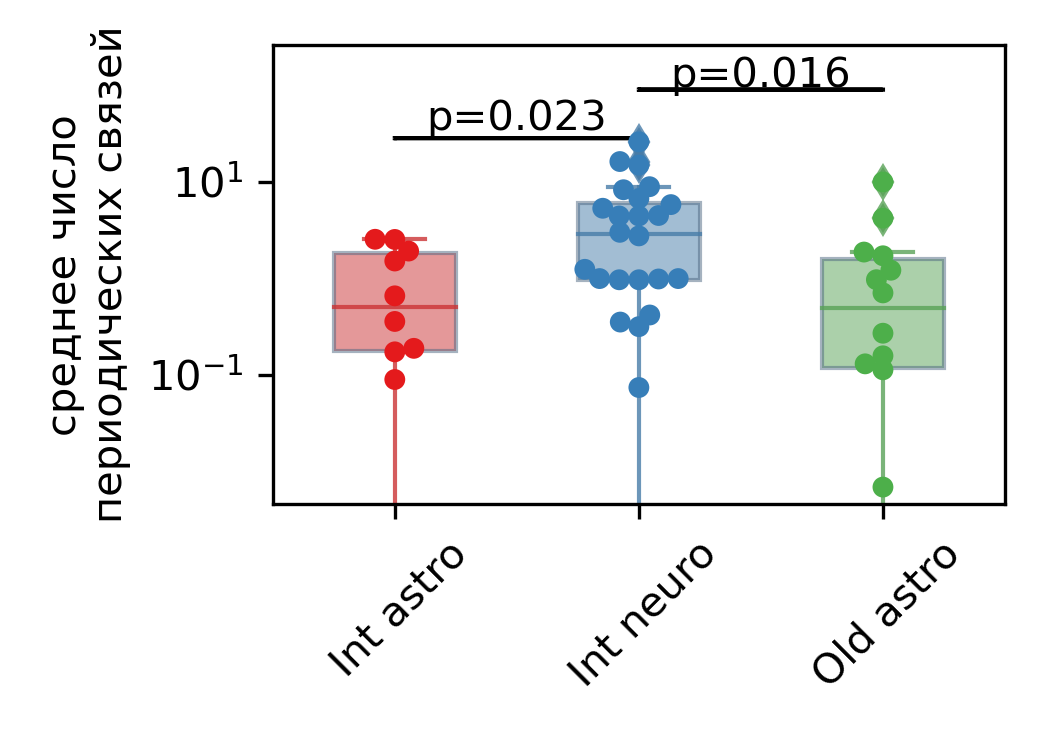 среднее число
периодических связей
10¹
10⁻¹
p=0.023
p=0.016
Int astro
Int neuro
Old astro